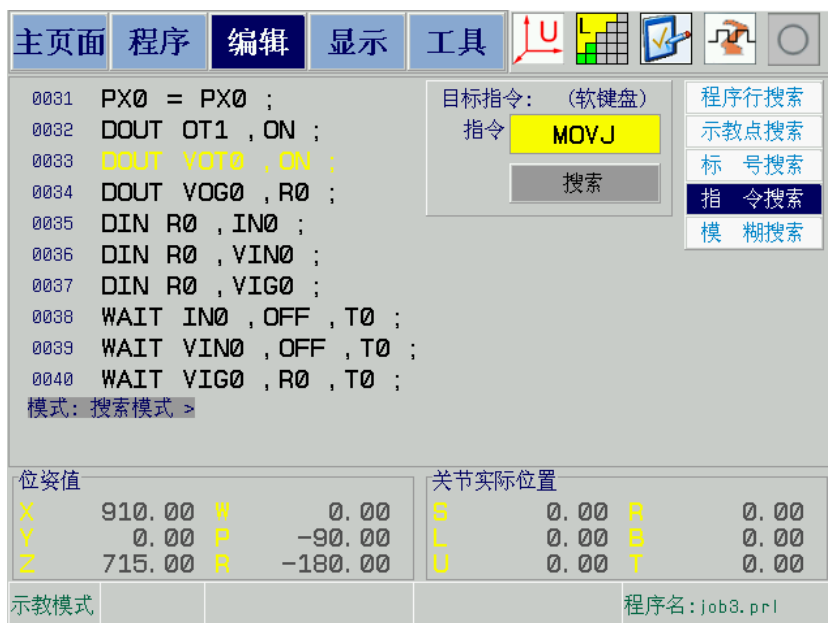 主页面 程序 编辑 显示 工具 U L
0031 PX0 = PX0 ;
0032 DOUT OT1 , ON ;
0033 DOUT VOT0 , ON ;
0034 DOUT VOG0 , R0 ;
0035 DIN R0 , IN0 ;
0036 DIN R0 , VIN0 ;
0037 DIN R0 , VIG0 ;
0038 WAIT IN0 , OFF , T0 ;
0039 WAIT VIN0 , OFF , T0 ;
0040 WAIT VIG0 , R0 , T0 ;
模式: 搜索模式 >
目标指令: (软键盘)
指令 MOVJ
搜索
程序行搜索
示教点搜索
标 号搜索
指 令搜索
模 糊搜索
位姿值
X 910.00 W 0.00
Y 0.00 P -90.00
Z 715.00 R -180.00
关节实际位置
S 0.00 R 0.00
L 0.00 B 0.00
U 0.00 T 0.00
示教模式 程序名:job3.prl